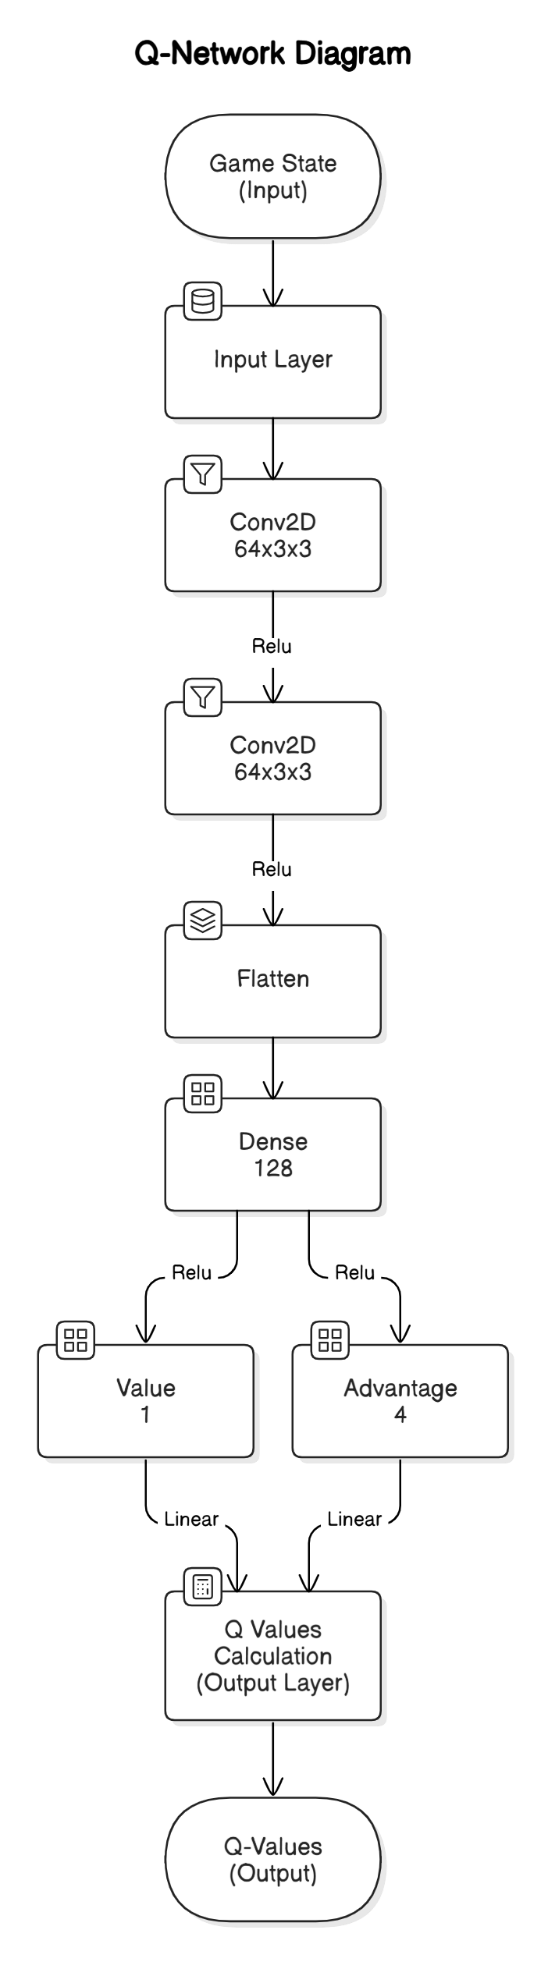 Q-Network Diagram
Game State
(Input)
Input Layer
Conv2D
64x3x3
Relu
Conv2D
64x3x3
Relu
Flatten
Dense
128
Relu
Relu
Value
1
Advantage
4
Linear
Linear
Q Values
Calculation
(Output Layer)
Q-Values
(Output)